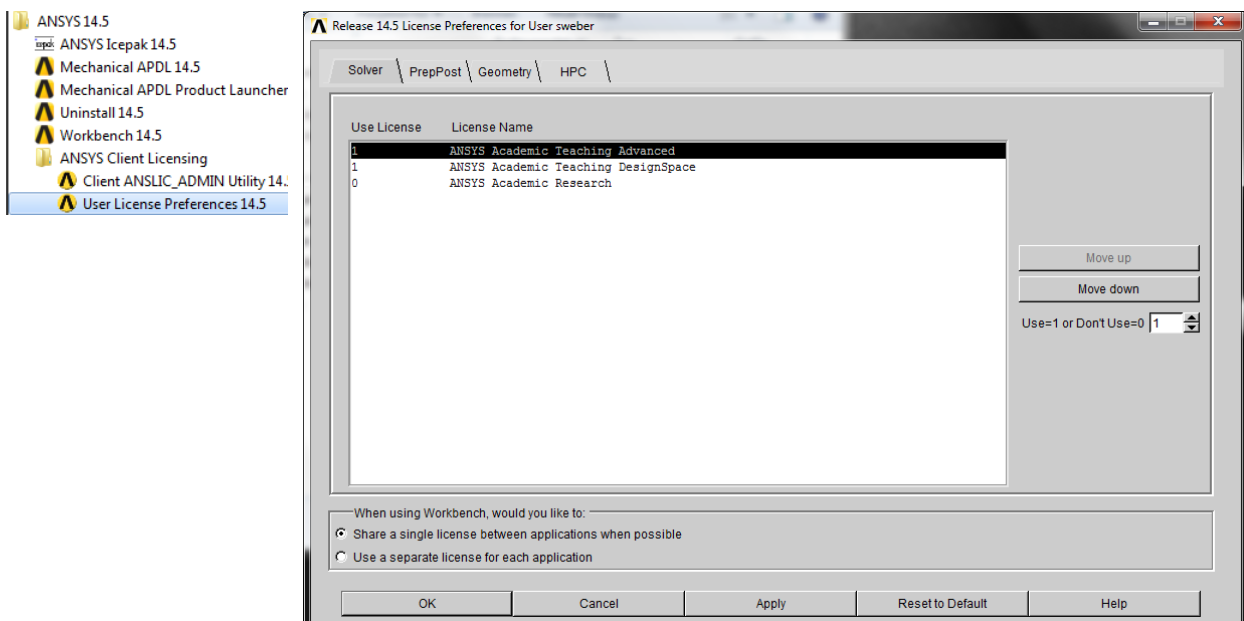 ANSYS 14.5
ANSYS Icepak 14.5
Mechanical APDL 14.5
Mechanical APDL Product Launcher
Uninstall 14.5
Workbench 14.5
ANSYS Client Licensing
Client ANSLIC_ADMIN Utility 14.
User License Preferences 14.5
Release 14.5 License Preferences for User sweber
Solver PrepPost Geometry HPC
Use License License Name
1 ANSYS Academic Teaching Advanced
1 ANSYS Academic Teaching DesignSpace
0 ANSYS Academic Research
Move up
Move down
Use=1 or Don't Use=0 1
When using Workbench, would you like to:
Share a single license between applications when possible
Use a separate license for each application
OK Cancel Apply Reset to Default Help